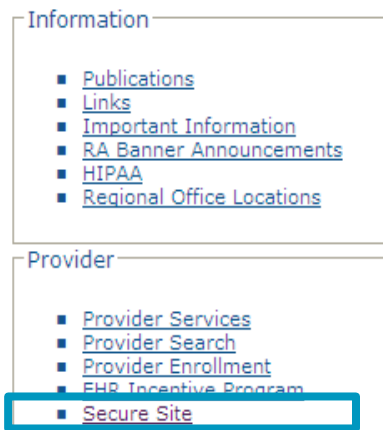 Information
Publications
Links
Important Information
RA Banner Announcements
HIPAA
Regional Office Locations
Provider
Provider Services
Provider Search
Provider Enrollment
EHR Incentive Program
Secure Site